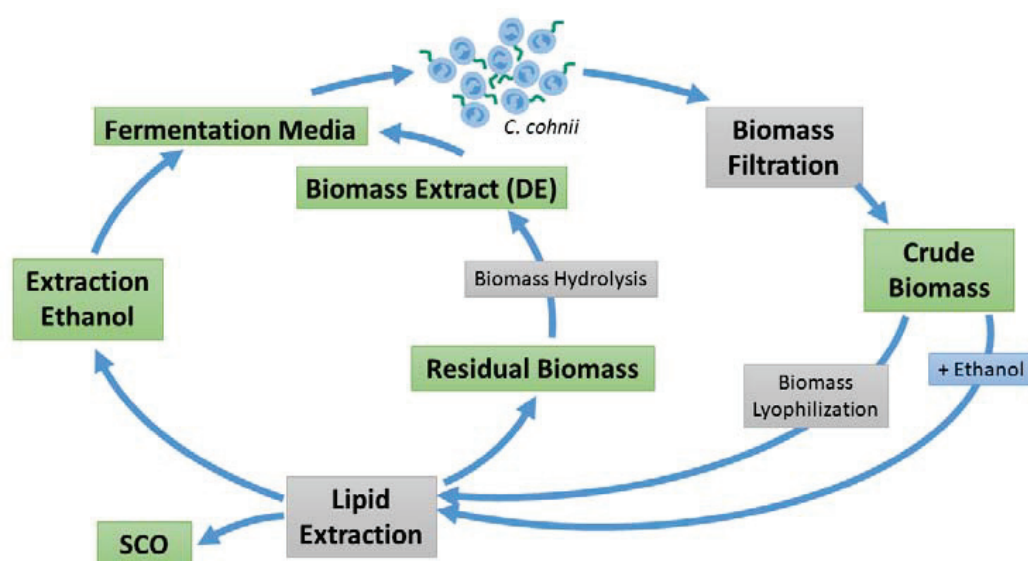 C. cohnii
Fermentation Media
Biomass
Filtration
Biomass Extract (DE)
Crude
Biomass
Extraction
Ethanol
Biomass Hydrolysis
Residual Biomass
+ Ethanol
Biomass
Lyophilization
Lipid
Extraction
SCO